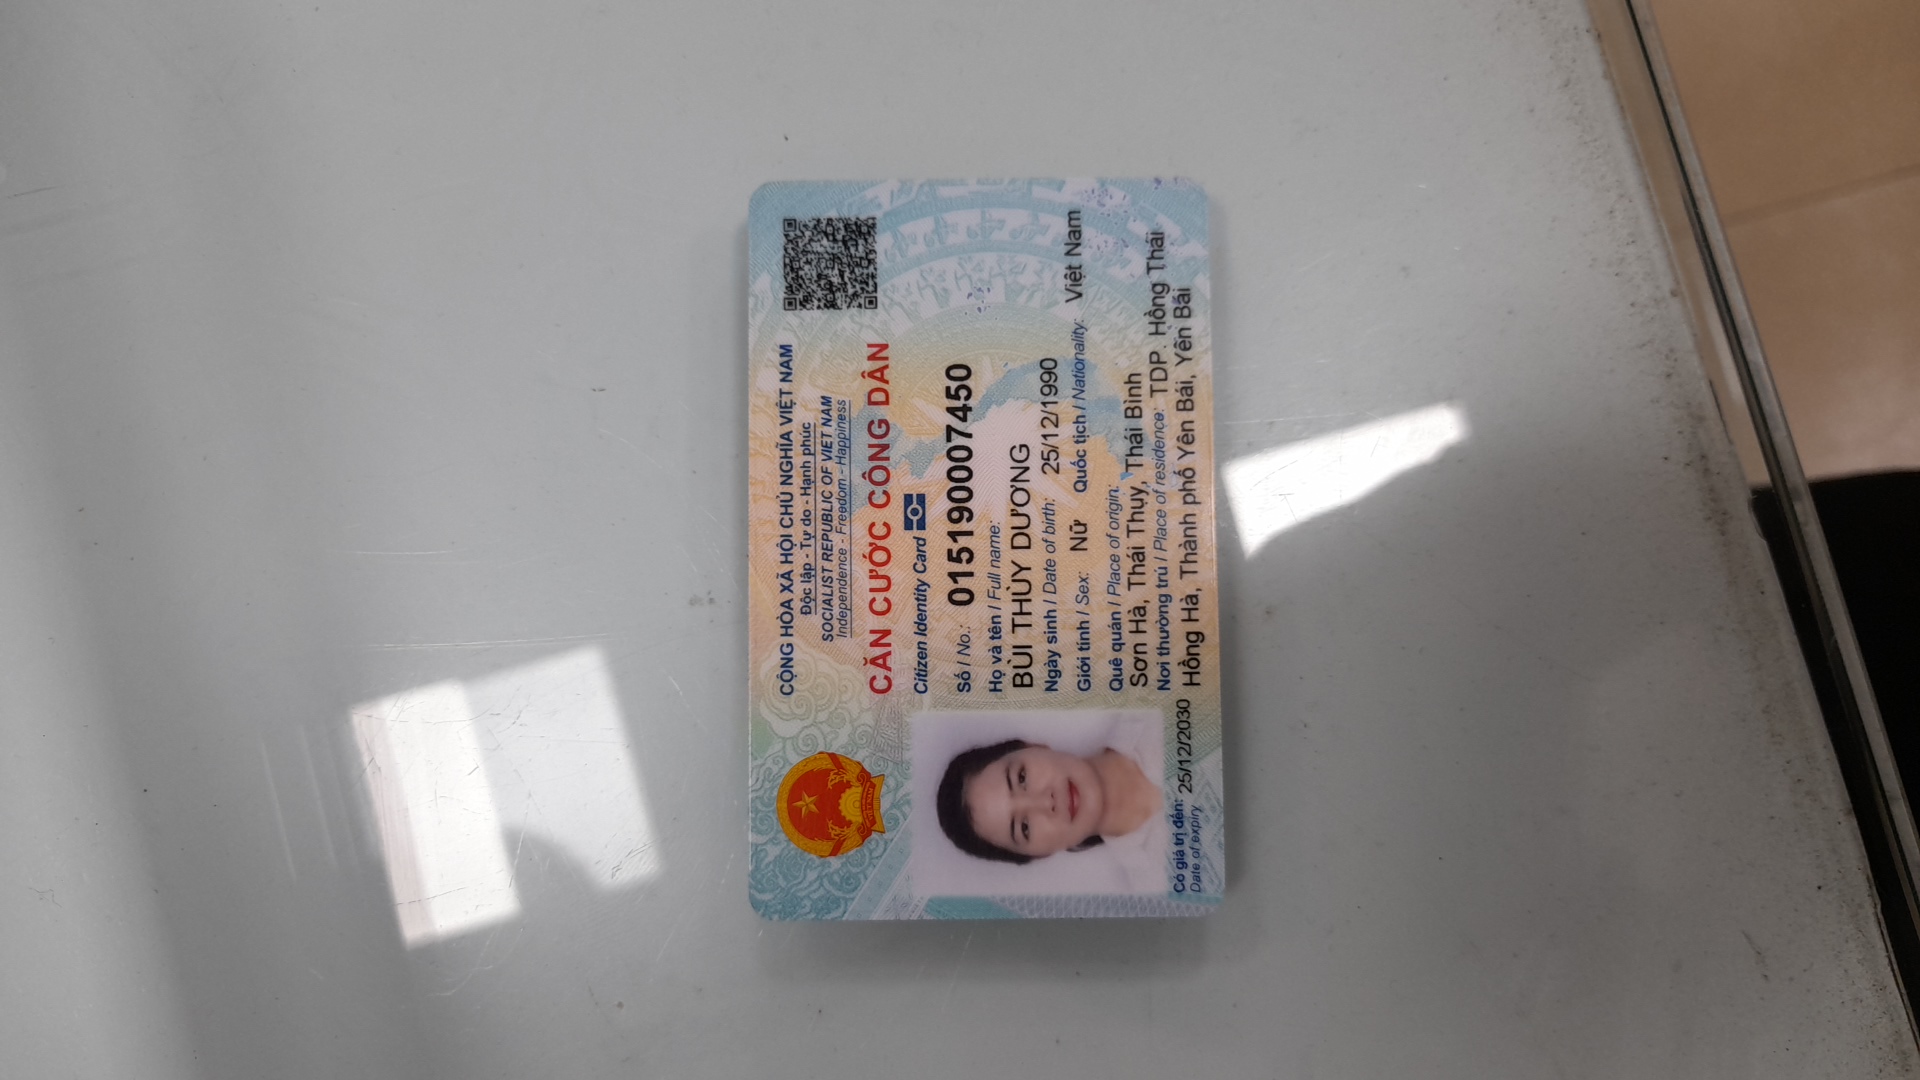 CỘNG HÒA XÃ HỘI CHỦ NGHĨA VIỆT NAM
Độc lập - Tự do - Hạnh phúc
SOCIALIST REPUBLIC OF VIET NAM
Independence - Freedom - Happiness
CĂN CƯỚC CÔNG DÂN
Citizen Identity Card
Số / No.: 015190007450
Họ và tên / Full name:
BÙI THÙY DƯƠNG
Ngày sinh / Date of birth: 25/12/1990
Giới tính / Sex: Nữ Quốc tịch / Nationality: Việt Nam
Quê quán / Place of origin:
Sơn Hà, Thái Thụy, Thái Bình
Nơi thường trú / Place of residence: TDP. Hồng Thái
Hồng Hà, Thành phố Yên Bái, Yên Bái
Có giá trị đến: 25/12/2030
Date of expiry
VIỆT NAM